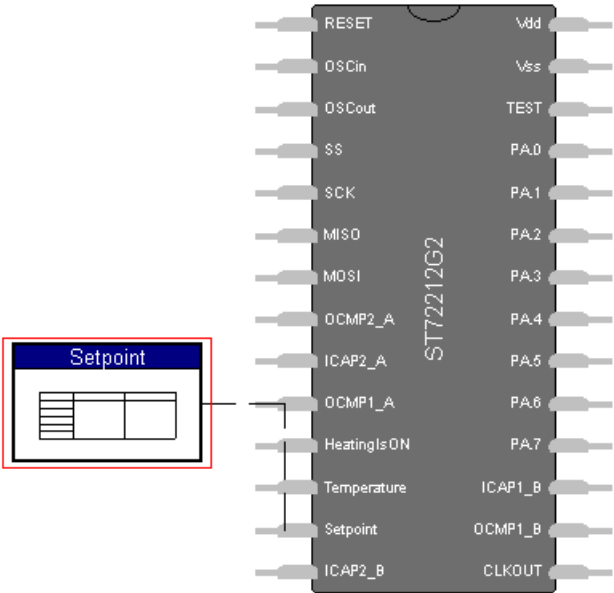 RESET
OSCin
OSCout
SS
SCK
MISO
MOSI
OCMP2_A
ICAP2_A
OCMP1_A
HeatingIsON
Temperature
Setpoint
ICAP2_B
ST72212G2
Vdd
Vss
TEST
PA.0
PA.1
PA.2
PA.3
PA.4
PA.5
PA.6
PA.7
ICAP1_B
OCMP1_B
CLKOUT
Setpoint